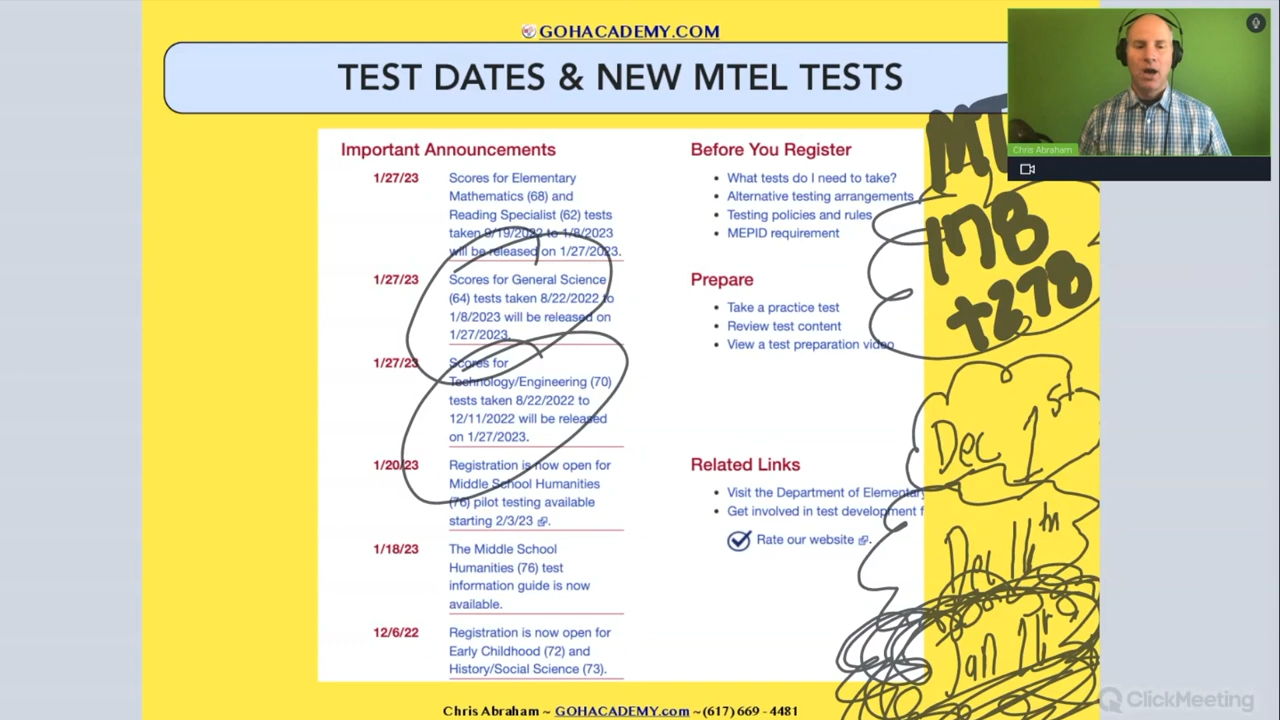 GOHACADEMY.COM
TEST DATES & NEW MTEL TESTS
Chris Abraham
Important Announcements
1/27/23 Scores for Elementary
Mathematics (68) and
Reading Specialist (62) tests
taken 9/19/2022 to 1/8/2023
will be released on 1/27/2023.
1/27/23 Scores for General Science
(64) tests taken 8/22/2022 to
1/8/2023 will be released on
1/27/2023.
1/27/23 Scores for
Technology/Engineering (70)
tests taken 8/22/2022 to
12/11/2022 will be released
on 1/27/2023.
1/20/23 Registration is now open for
Middle School Humanities
(76) pilot testing available
starting 2/3/23
1/18/23 The Middle School
Humanities (76) test
information guide is now
available.
12/6/22 Registration is now open for
Early Childhood (72) and
History/Social Science (73).
Before You Register
• What tests do I need to take?
• Alternative testing arrangements
• Testing policies and rules
• MEPID requirement
Prepare
• Take a practice test
• Review test content
• View a test preparation video
Related Links
• Visit the Department of Elementary
• Get involved in test development f
Rate our website
MT
178
+278
Dec 1st
Dec 16th
Chris Abraham ~ GOHACADEMY.com ~ (617) 669 - 4481
ClickMeeting